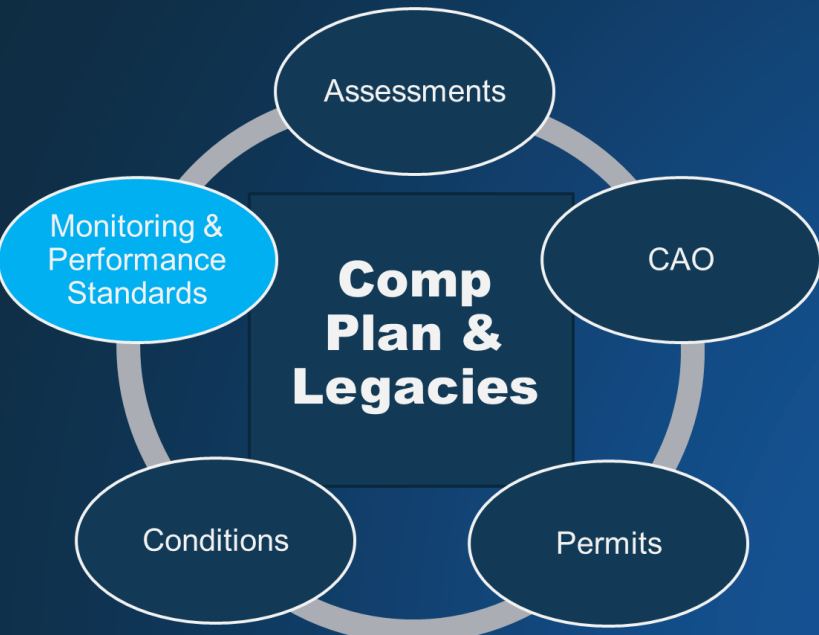 Assessments
Monitoring &
Performance
Standards
CAO
Comp
Plan &
Legacies
Conditions
Permits